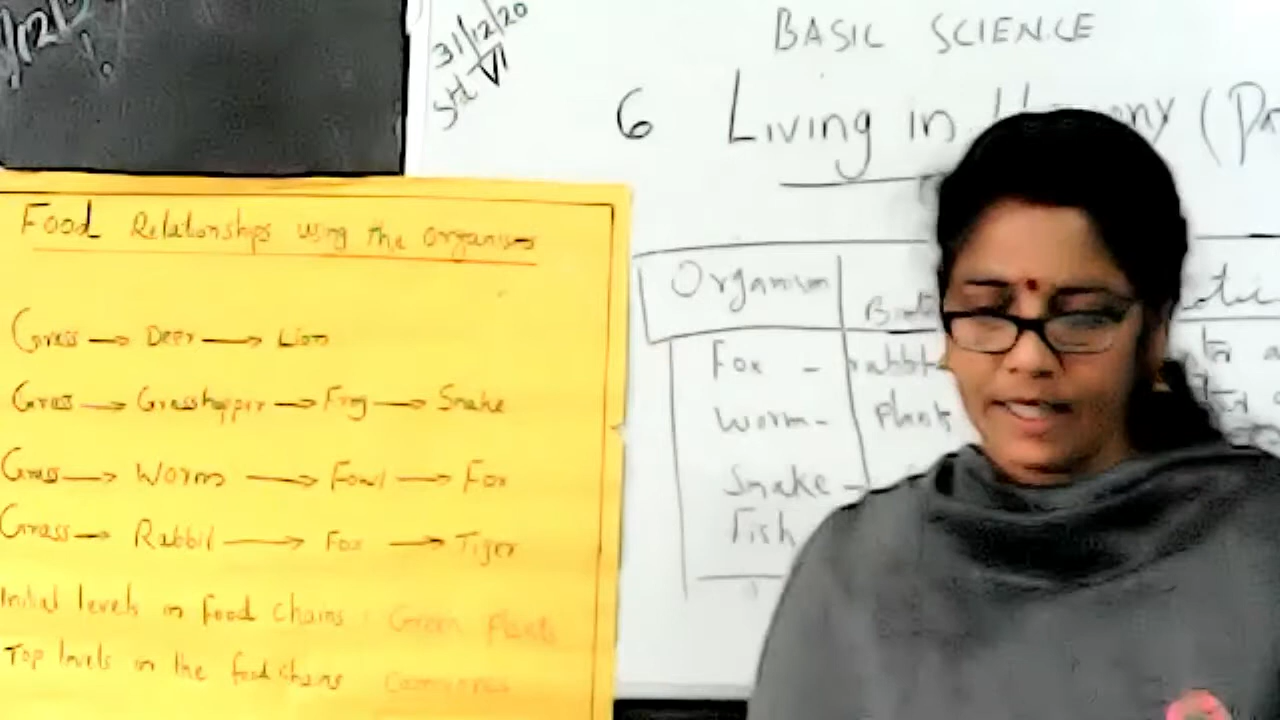 31/12/20
Std VI
BASIC SCIENCE
6 Living in
Food Relationships using the organisms
Grass → Deer → Lion
Grass → Grasshopper → Frog → Snake
Grass → Worms → Fowl → Fox
Grass → Rabbit → Fox → Tiger
Initial levels in food chains : Green Plants
Top levels in the food chains
Organism
Fox - rabbit
Worm - Plants
Snake -
Fish